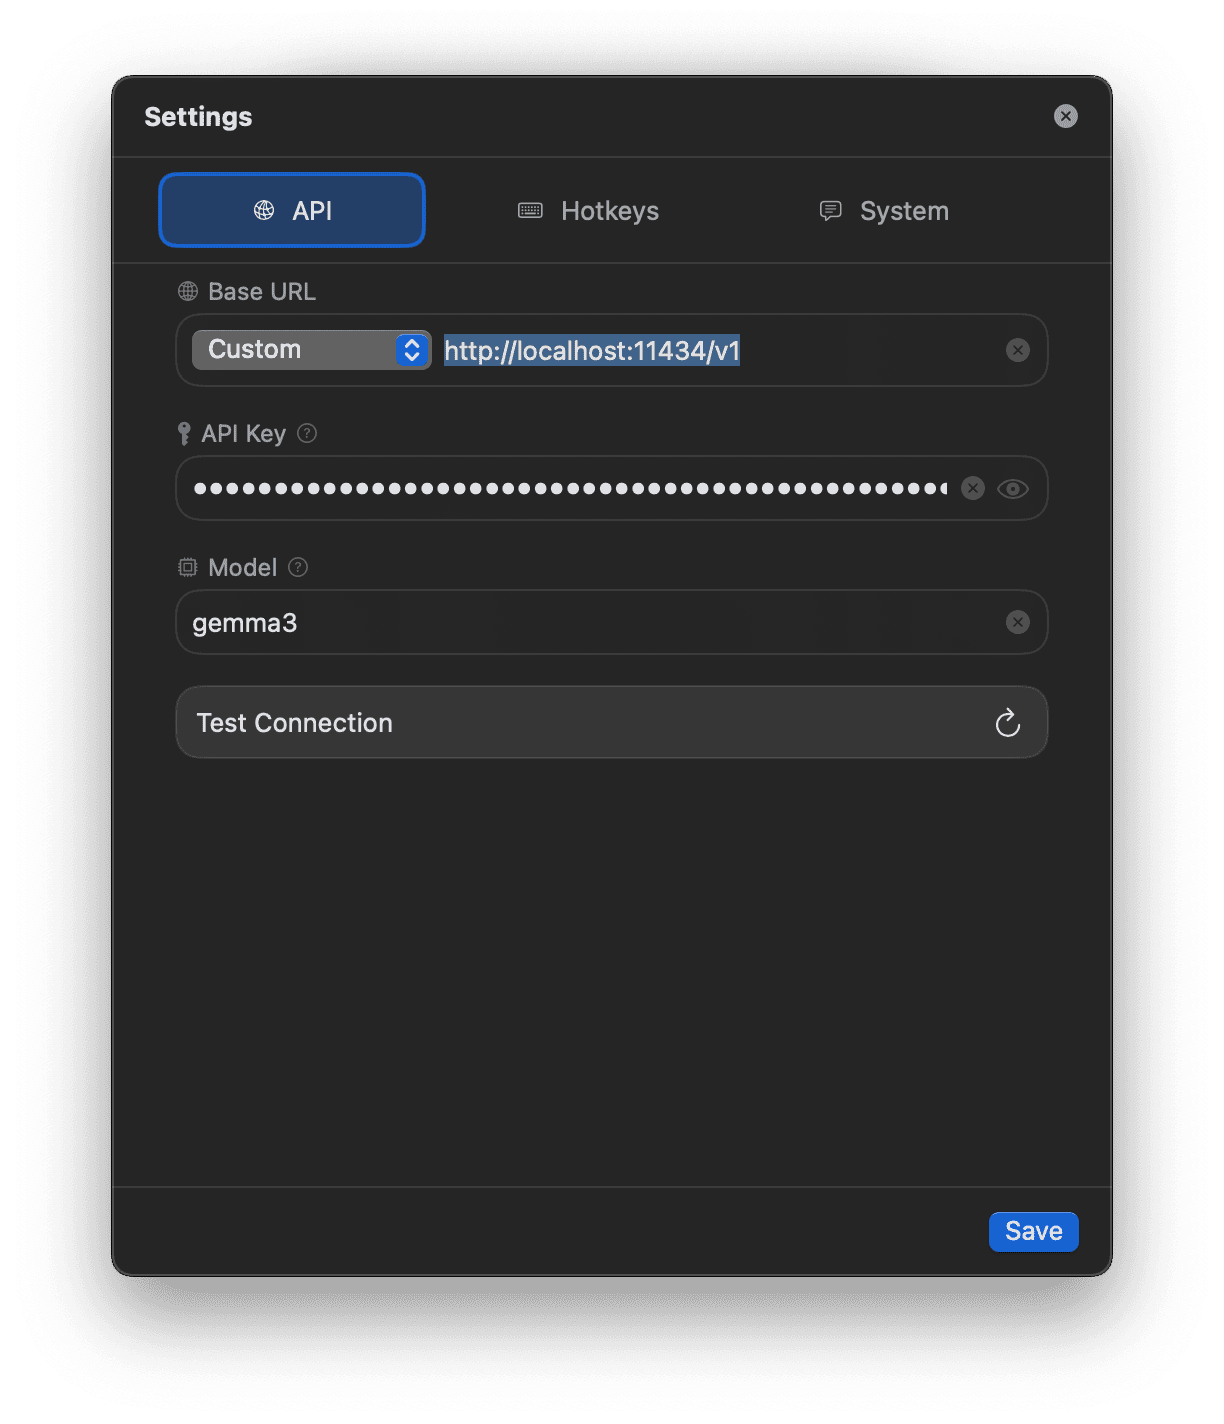 Settings
API
Hotkeys
System
Base URL
Custom
http://localhost:11434/v1
API Key
Model
gemma3
Test Connection
Save